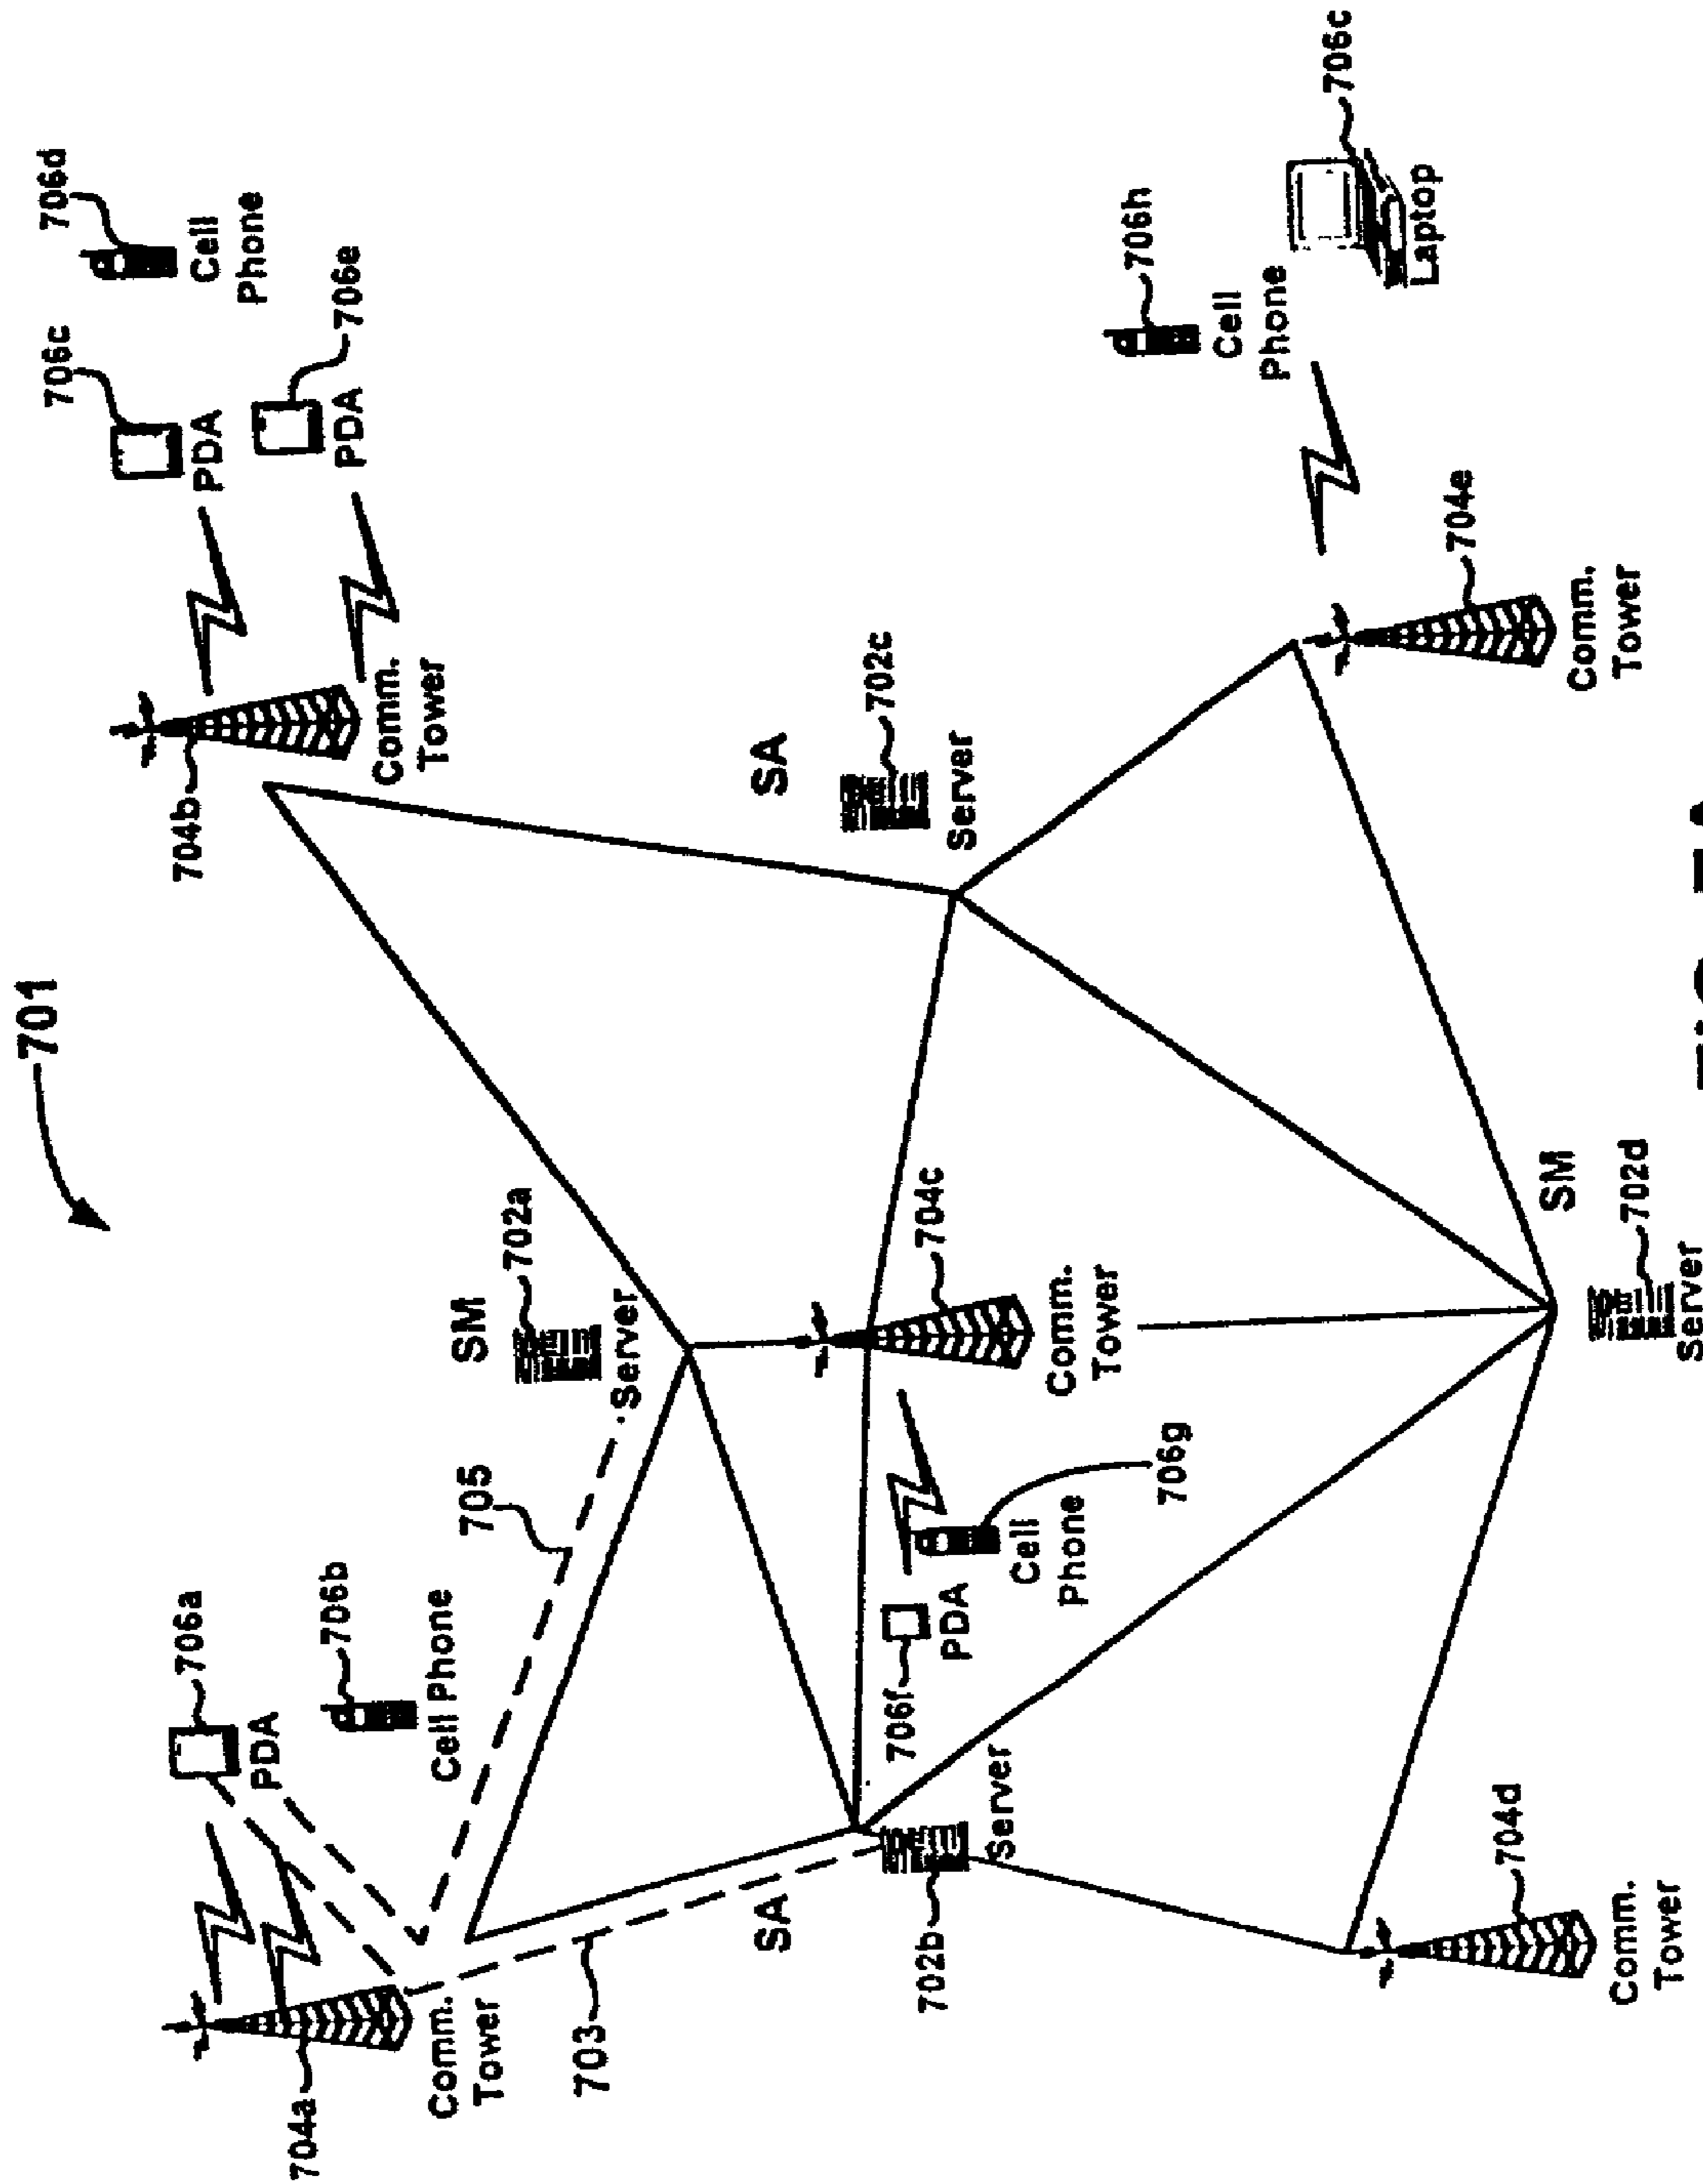 701
704a
Comm.
Tower
706a
PDA
706b
Cell Phone
703
705
SM
702a
Server
704b
Comm.
Tower
706c
PDA
706d
Cell
Phone
706e
PDA
SA
702b
Server
706f
PDA
Cell
Phone
706g
704c
Comm.
Tower
SA
702c
Server
706h
Cell
Phone
706c
Laptop
704d
Comm.
Tower
SM
702d
Server
704e
Comm.
Tower